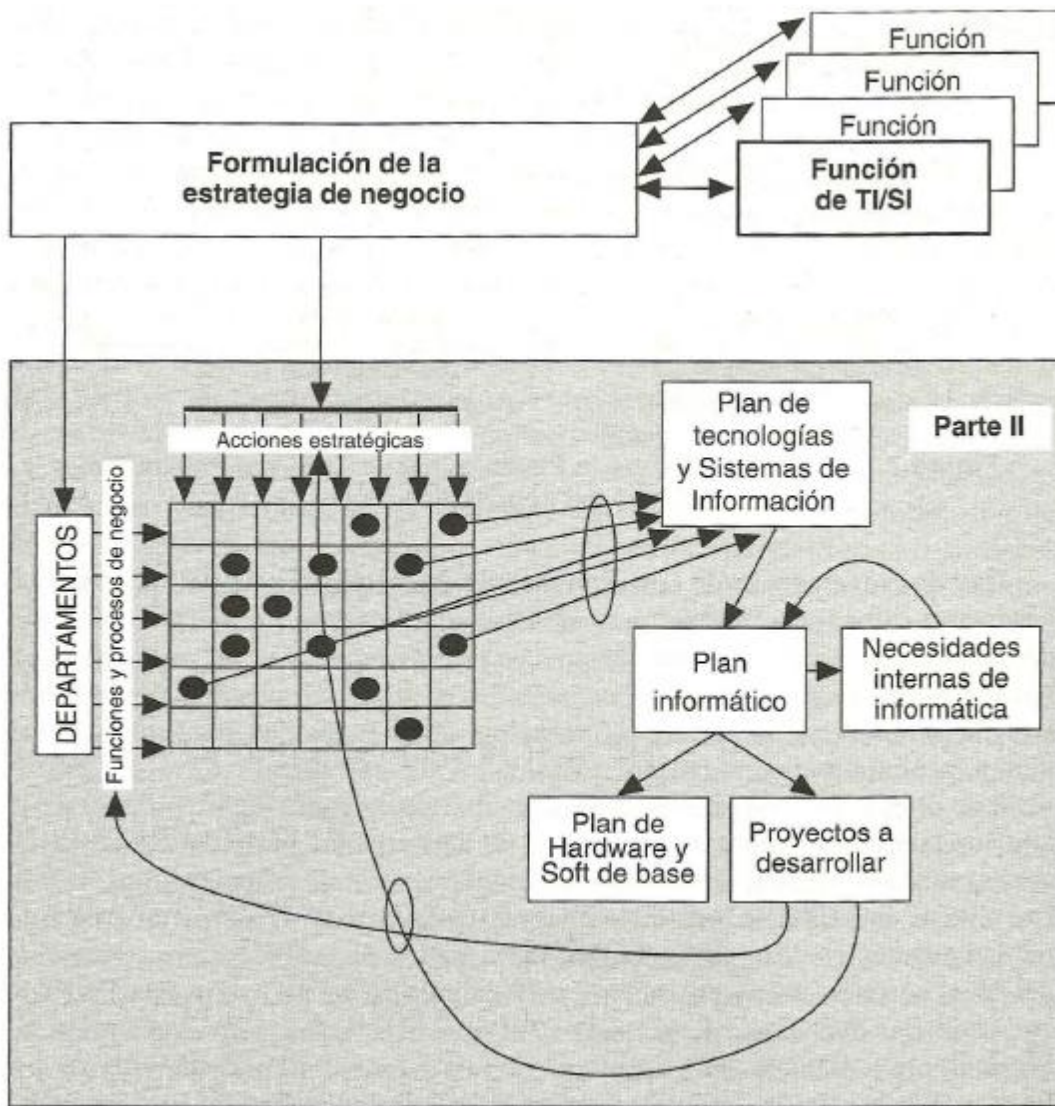 Función
Función
Función
Función
de TI/SI
Formulación de la
estrategia de negocio
Parte II
Acciones estratégicas
DEPARTAMENTOS
Funciones y procesos de negocio
Plan de
tecnologías
y Sistemas de
Información
Plan
informático
Necesidades
internas de
informática
Plan de
Hardware y
Soft de base
Proyectos a
desarrollar